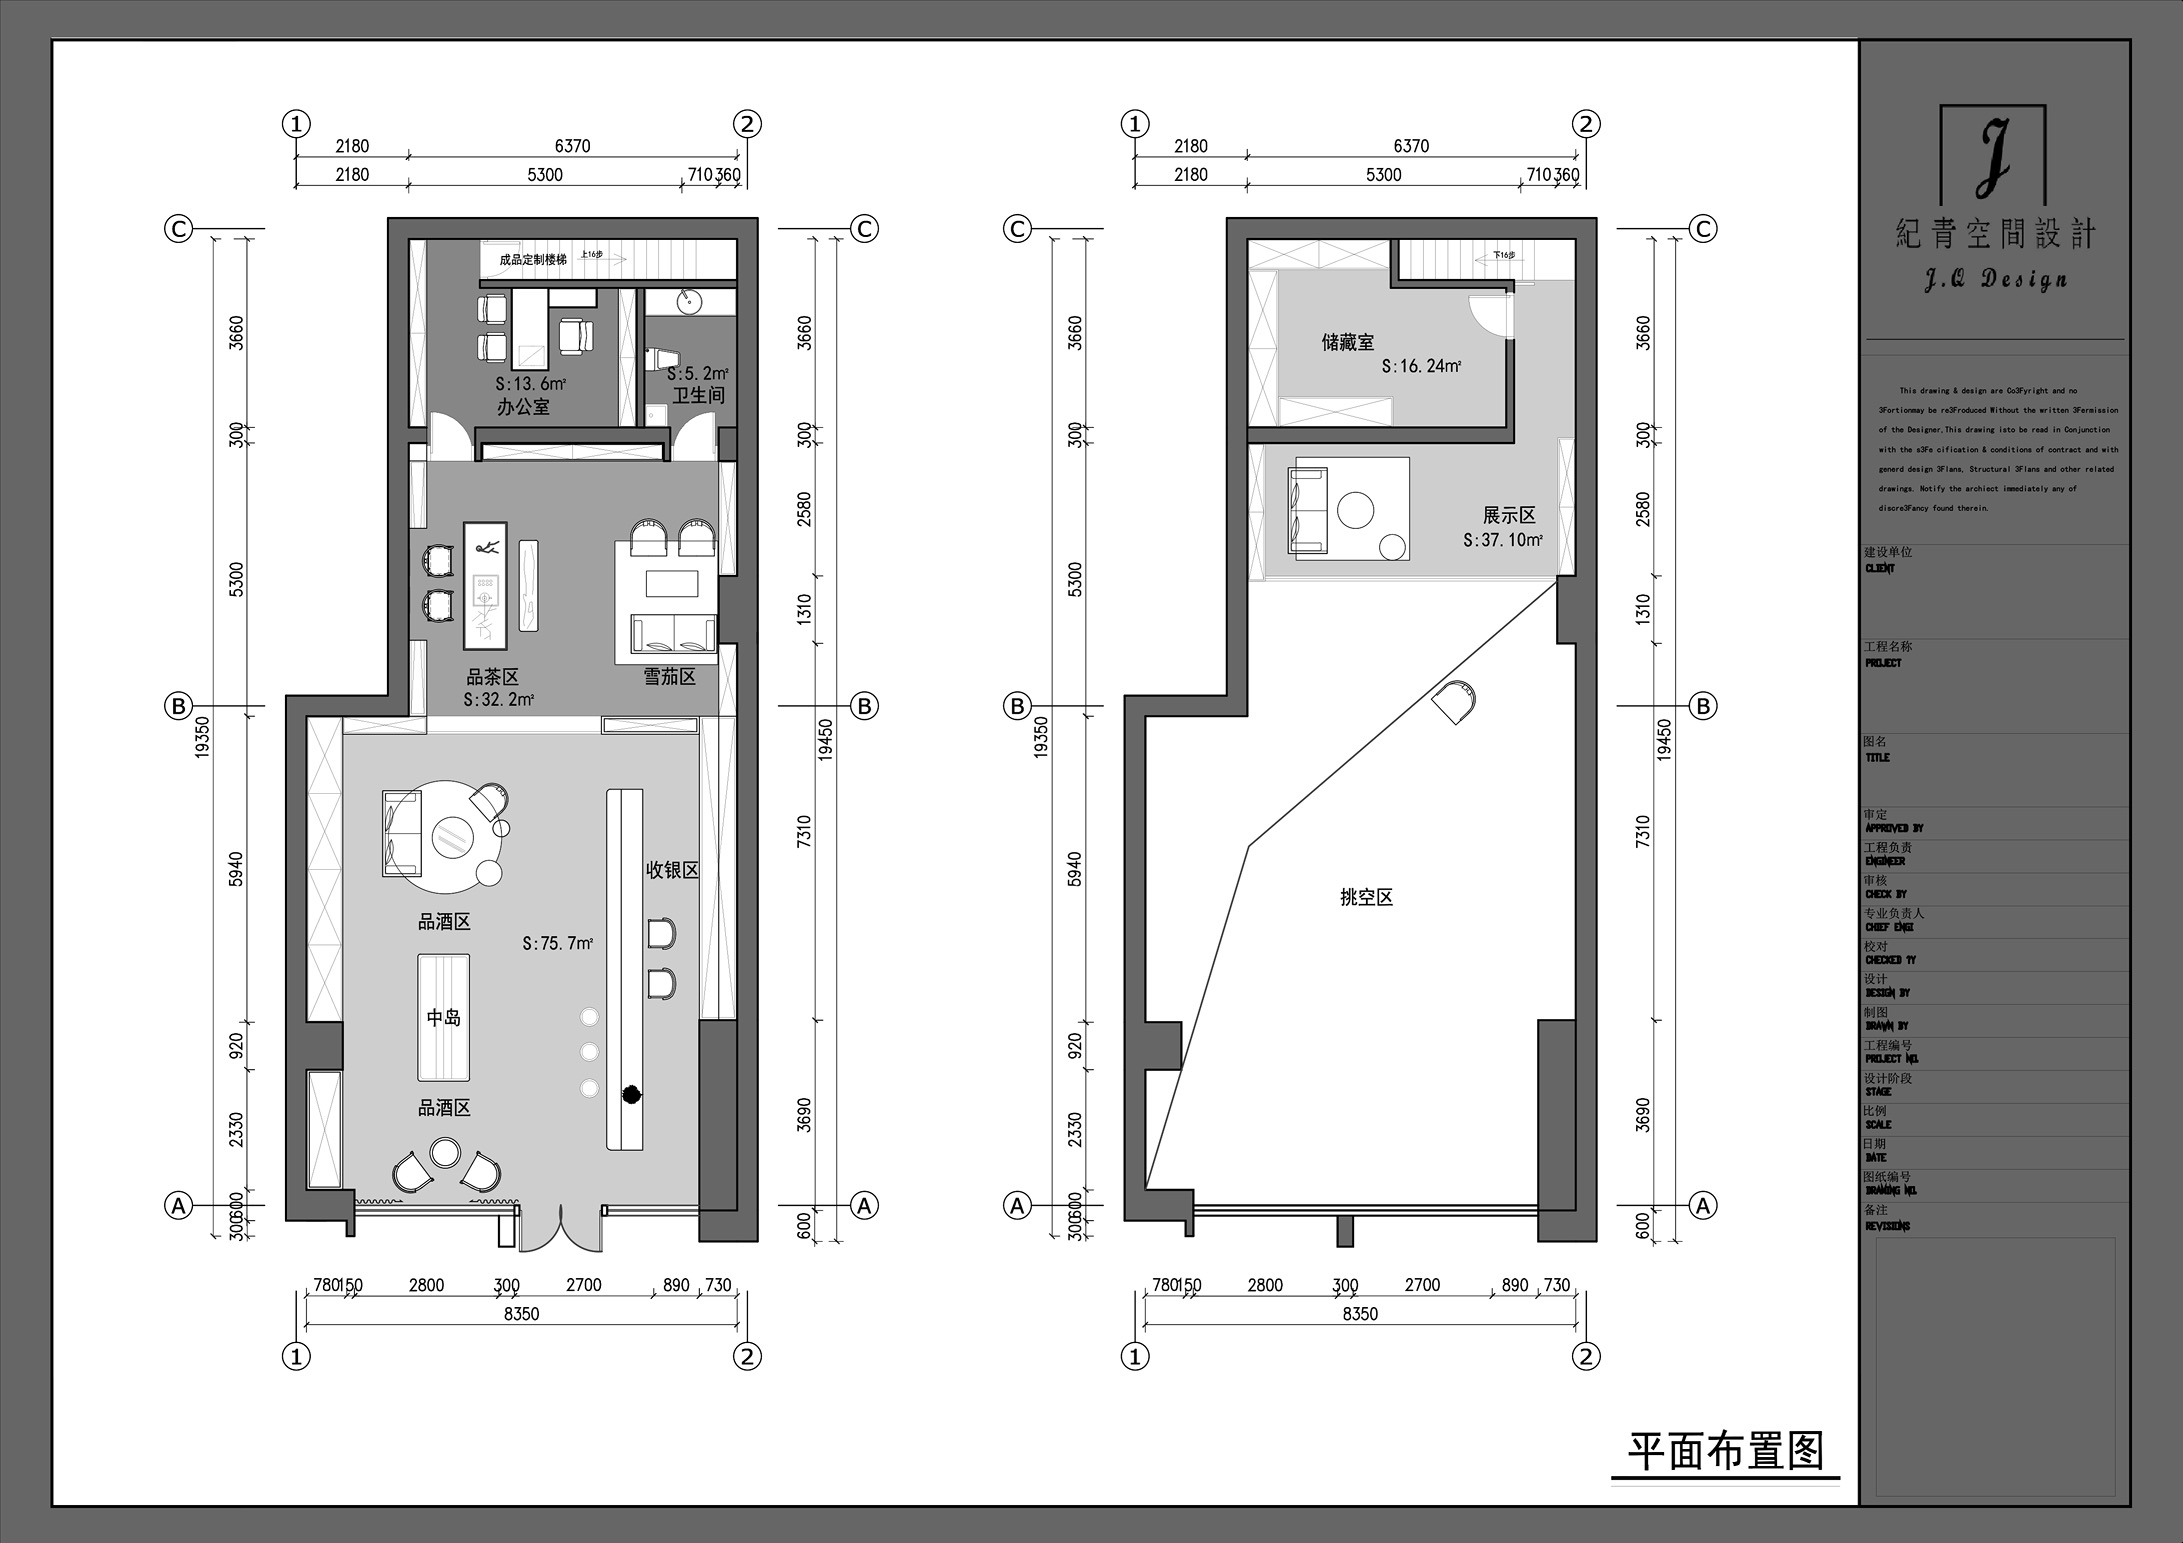 1
2
2180
6370
2180
5300
710
360
C
C
成品定制楼梯
上16步
3660
3660
S:13.6㎡
办公室
S:5.2㎡
卫生间
300
300
2580
5300
1310
品茶区
S:32.2㎡
雪茄区
B
B
19350
19450
7310
5940
收银区
品酒区
S:75.7㎡
中岛
920
品酒区
2330
3690
A
A
600
300
600
780
150
2800
300
2700
890
730
8350
1
2
1
2
2180
6370
2180
5300
710
360
C
C
下16步
3660
3660
储藏室
S:16.24㎡
300
300
2580
展示区
S:37.10㎡
5300
1310
B
B
19350
19450
7310
5940
挑空区
920
2330
3690
A
A
600
300
600
780
150
2800
300
2700
890
730
8350
1
2
平面布置图
J
紀青空間設計
J.Q Design
This drawing & design are Co3Fyright and no
3Fortionmay be re3Froduced Without the written 3Fermission
of the Designer,This drawing isto be read in Conjunction
with the s3Fe cification & conditions of contract and with
generd design 3Flans, Structural 3Flans and other related
drawings. Notify the archiect immediately any of
discre3Fancy found therein.
建设单位
CLIENT
工程名称
PROJECT
图名
TITLE
审定
APPROVED BY
工程负责
ENGINEER
审核
CHECK BY
专业负责人
CHIEF ENGI
校对
CHECKED ?Y
设计
DESIGN BY
制图
DRAWN BY
工程编号
PROJECT NO.
设计阶段
STAGE
比例
SCALE
日期
DATE
图纸编号
DRAWING NO.
备注
REVISIONS